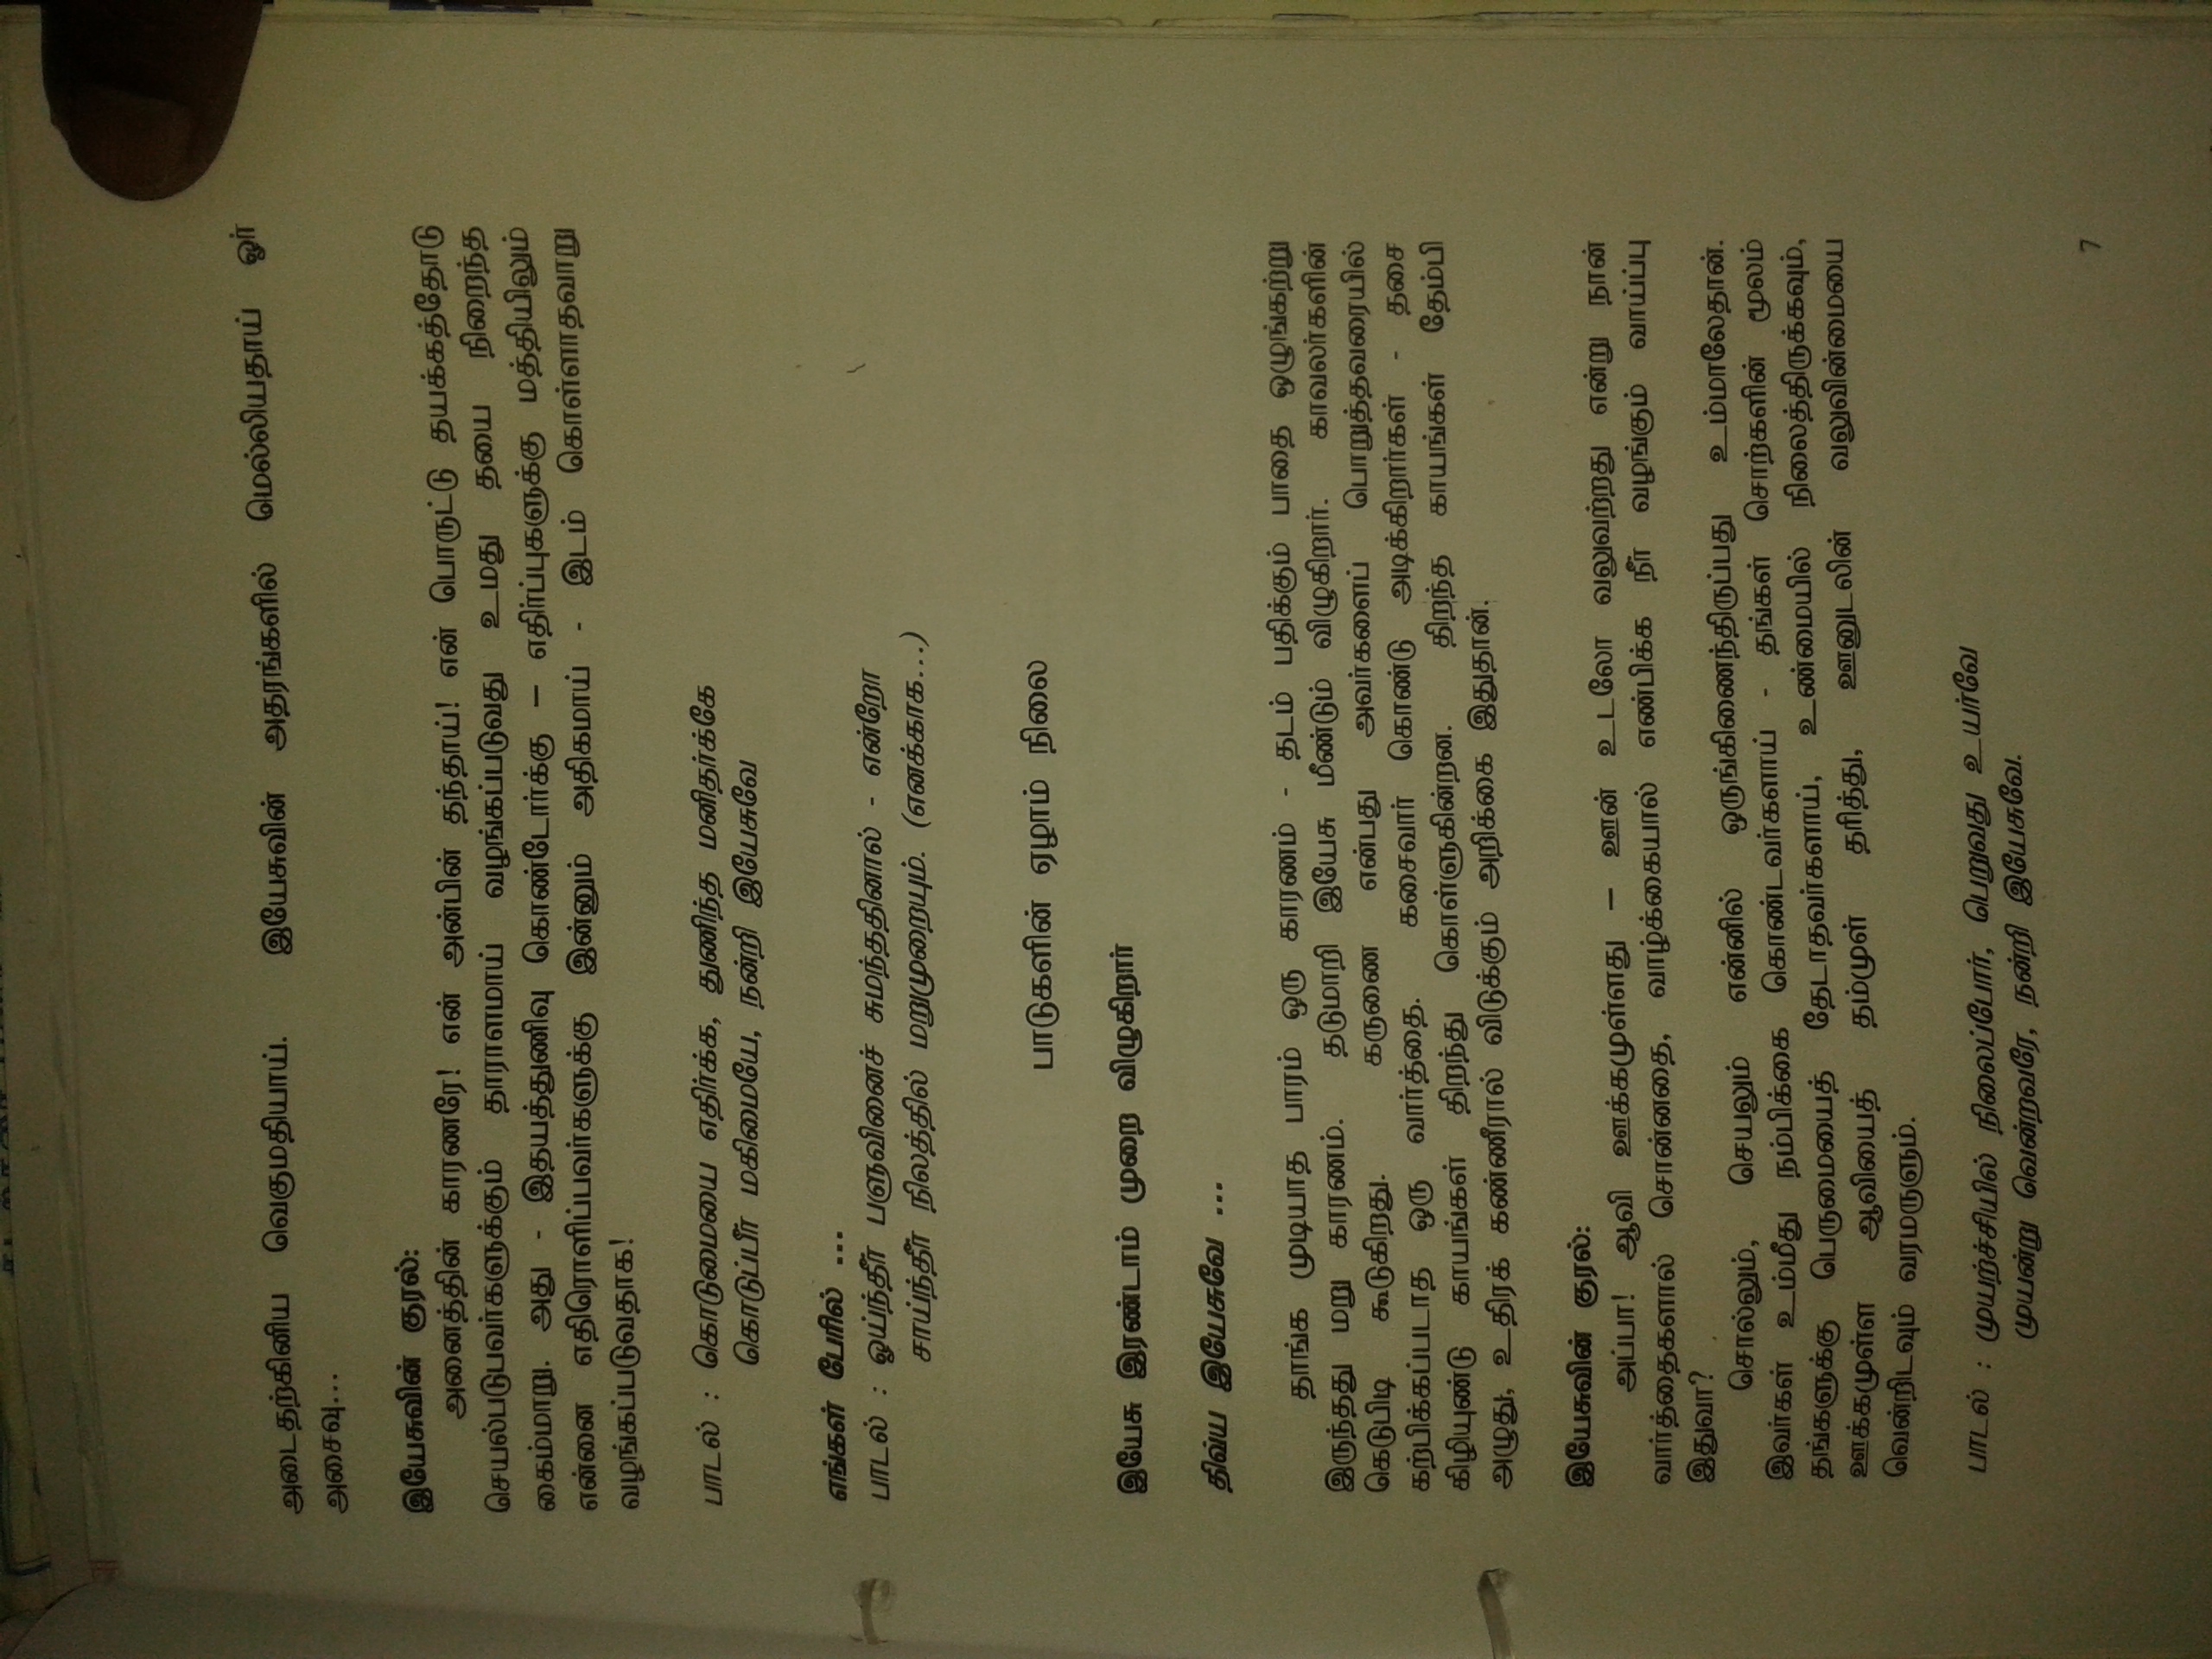 அடைதற்கினிய வெகுமதியாய். இயேசுவின் அதரங்களில் மெல்லியதாய் ஓர்
அசைவு...
இயேசுவின் குரல்:
அனைத்தின் காரணரே! என் அன்பின் தந்தாய்! என் பொருட்டு தயக்கத்தோடு
செயல்படுபவர்களுக்கும் தாராளமாய் வழங்கப்படுவது உமது தயை நிறைந்த
கைம்மாறு. அது - இதயத்துணிவு கொண்டோர்க்கு – எதிர்ப்புகளுக்கு மத்தியிலும்
என்னை எதிரொளிப்பவர்களுக்கு இன்னும் அதிகமாய் - இடம் கொள்ளாதவாறு
வழங்கப்படுவதாக!
பாடல் : கொடுமையை எதிர்க்க, துணிந்த மனிதர்க்கே
கொடுப்பீர் மகிமையே, நன்றி இயேசுவே
எங்கள் பேரில் ...
பாடல் : ஓய்ந்தீர் பளுவினைச் சுமந்ததினால் - என்றோ
சாய்ந்தீர் நிலத்தில் மறுமுறையும். (எனக்காக...)
பாடுகளின் ஏழாம் நிலை
இயேசு இரண்டாம் முறை விழுகிறார்
திவ்ய இயேசுவே ...
தாங்க முடியாத பாரம் ஒரு காரணம் - தடம் பதிக்கும் பாதை ஒழுங்கற்று
இருந்தது மறு காரணம். தடுமாறி இயேசு மீண்டும் விழுகிறார். காவலர்களின்
கெடுபிடி கூடுகிறது. கருணை என்பது அவர்களைப் பொறுத்தவரையில்
கற்பிக்கப்படாத ஒரு வார்த்தை. கசைவார் கொண்டு அடிக்கிறார்கள் - தசை
கிழியுண்டு காயங்கள் திறந்து கொள்ளுகின்றன. திறந்த காயங்கள் தேம்பி
அழுது, உதிரக் கண்ணீரால் விடுக்கும் அறிக்கை இதுதான்.
இயேசுவின் குரல்:
அப்பா! ஆவி ஊக்கமுள்ளது – ஊன் உடலோ வலுவற்றது என்று நான்
வார்த்தைகளால் சொன்னதை, வாழ்க்கையால் எண்பிக்க நீர் வழங்கும் வாய்ப்பு
இதுவா?
சொல்லும், செயலும் என்னில் ஒருங்கிணைந்திருப்பது உம்மாலேதான்.
இவர்கள் உம்மீது நம்பிக்கை கொண்டவர்களாய் - தங்கள் சொற்களின் மூலம்
தங்களுக்கு பெருமையைத் தேடாதவர்களாய், உண்மையில் நிலைத்திருக்கவும்,
ஊக்கமுள்ள ஆவியைத் தம்முள் தரித்து, ஊனுடலின் வலுவின்மையை
வென்றிடவும் வரமருளும்.
பாடல் : முயற்சியில் நிலைப்போர், பெறுவது உயர்வே
முயன்று வென்றவரே, நன்றி இயேசுவே.
7